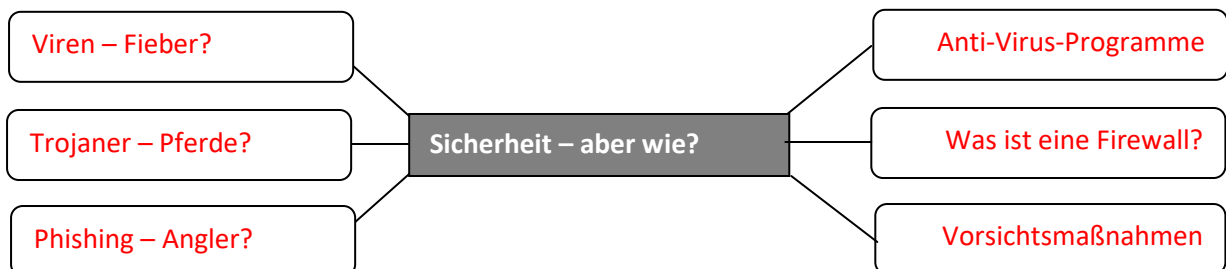 Viren – Fieber?
Trojaner – Pferde?
Phishing – Angler?
Sicherheit – aber wie?
Anti-Virus-Programme
Was ist eine Firewall?
Vorsichtsmaßnahmen